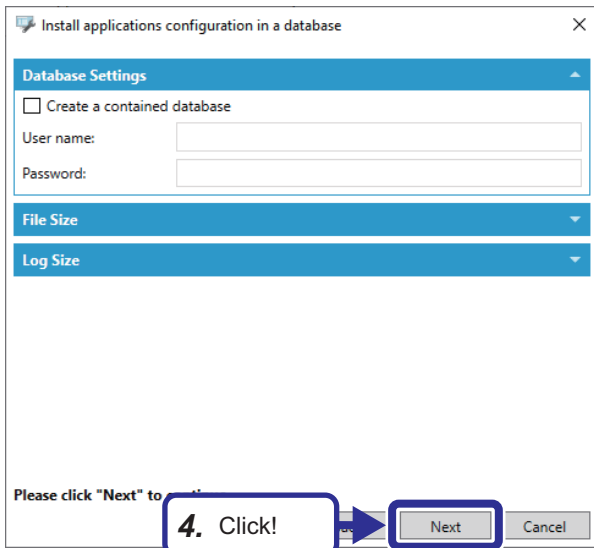 Install applications configuration in a database
Database Settings
Create a contained database
User name:
Password:
File Size
Log Size
Please click "Next" to
4. Click!
Next
Cancel